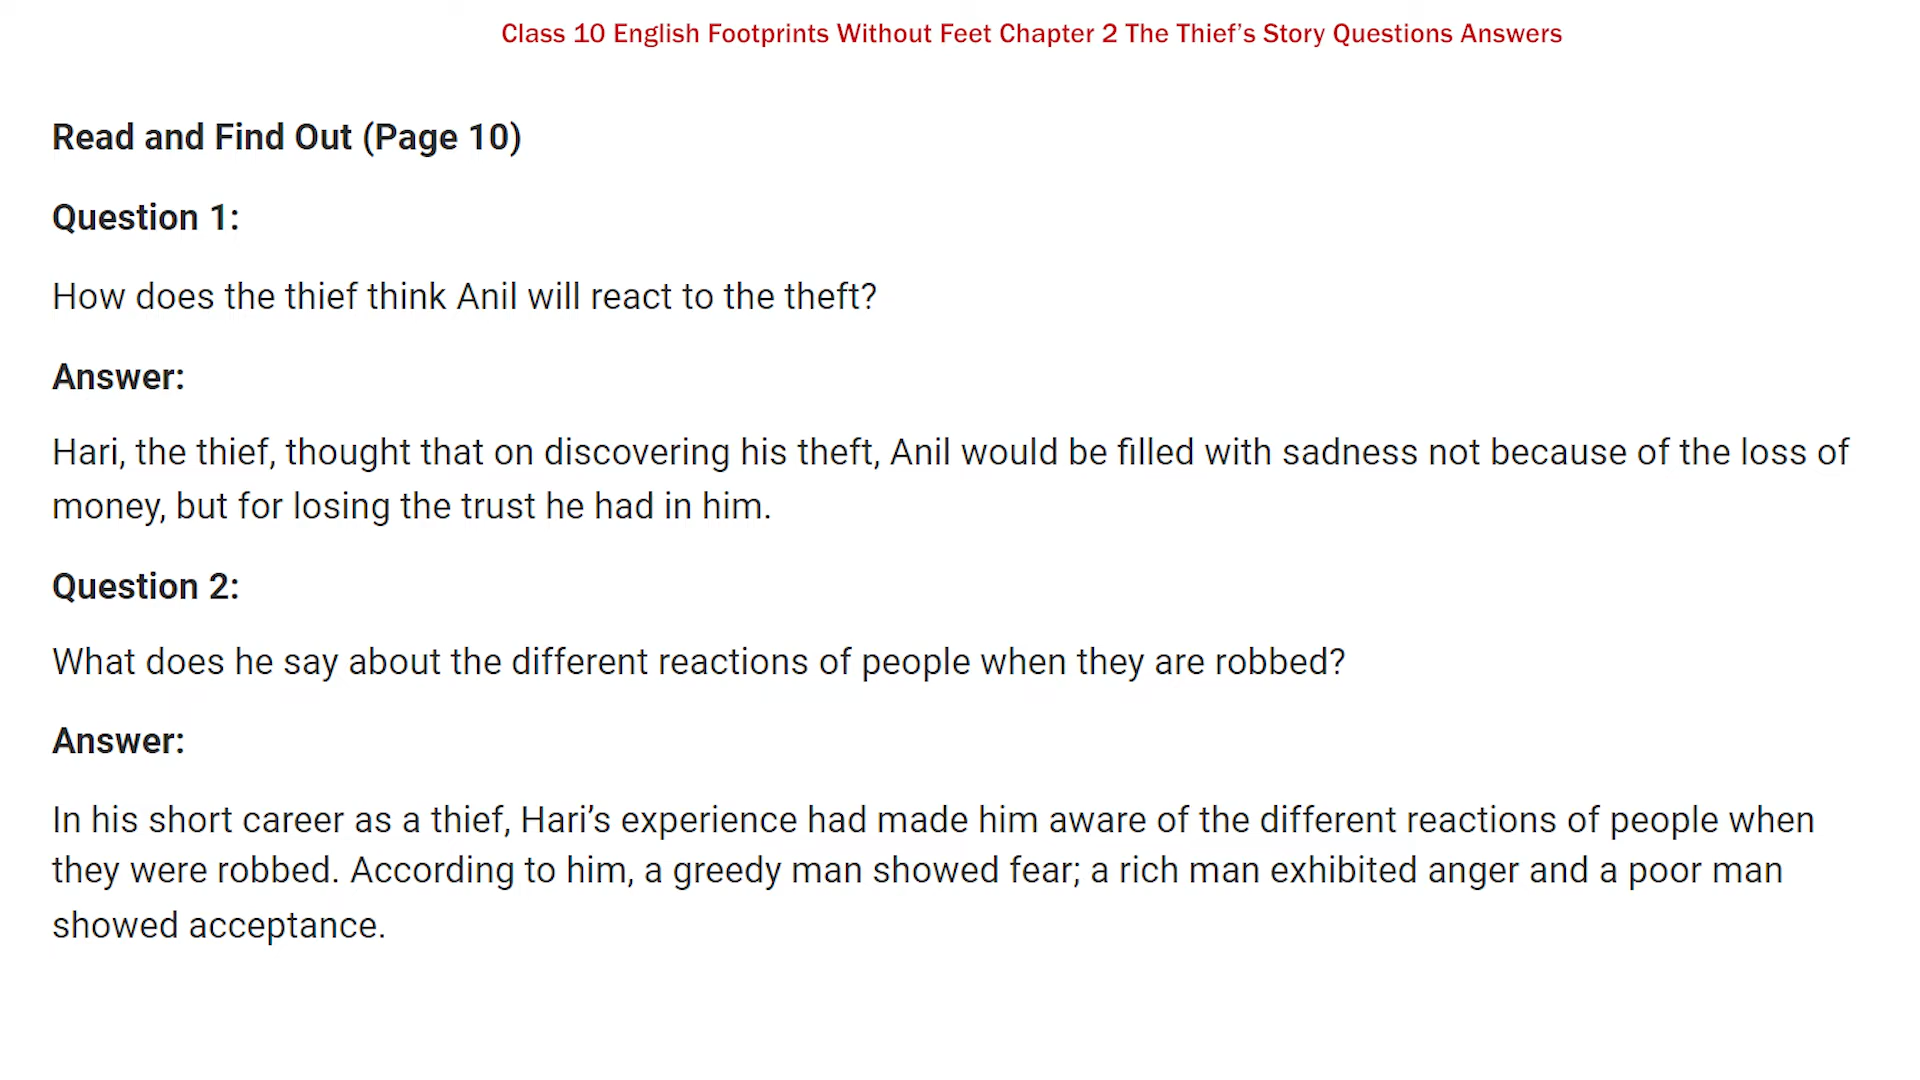 Class 10 English Footprints Without Feet Chapter 2 The Thief’s Story Questions Answers
Read and Find Out (Page 10)
Question 1:
How does the thief think Anil will react to the theft?
Answer:
Hari, the thief, thought that on discovering his theft, Anil would be filled with sadness not because of the loss of
money, but for losing the trust he had in him.
Question 2:
What does he say about the different reactions of people when they are robbed?
Answer:
In his short career as a thief, Hari’s experience had made him aware of the different reactions of people when
they were robbed. According to him, a greedy man showed fear; a rich man exhibited anger and a poor man
showed acceptance.